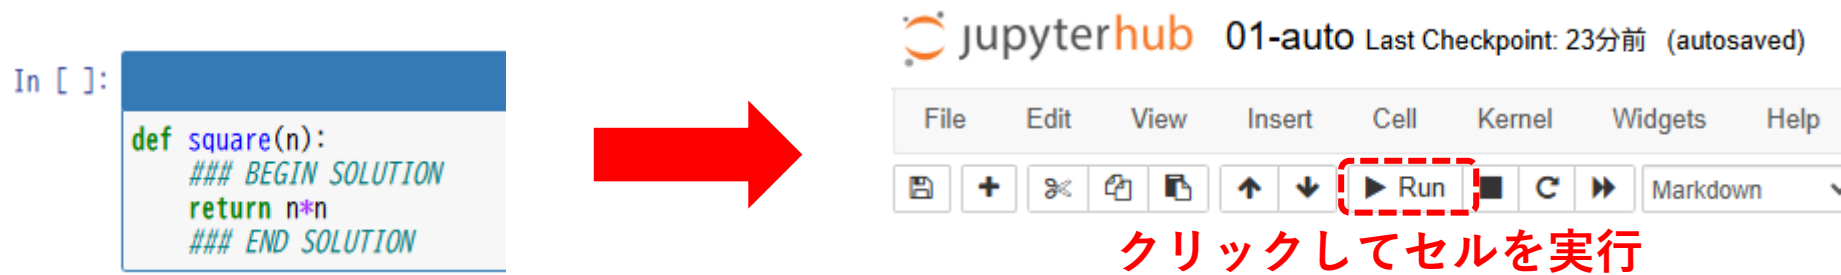 In [ ]:
def square(n):
### BEGIN SOLUTION
return n*n
### END SOLUTION
jupyterhub 01-auto Last Checkpoint: 23分前 (autosaved)
File Edit View Insert Cell Kernel Widgets Help
Run Markdown
クリックしてセルを実行